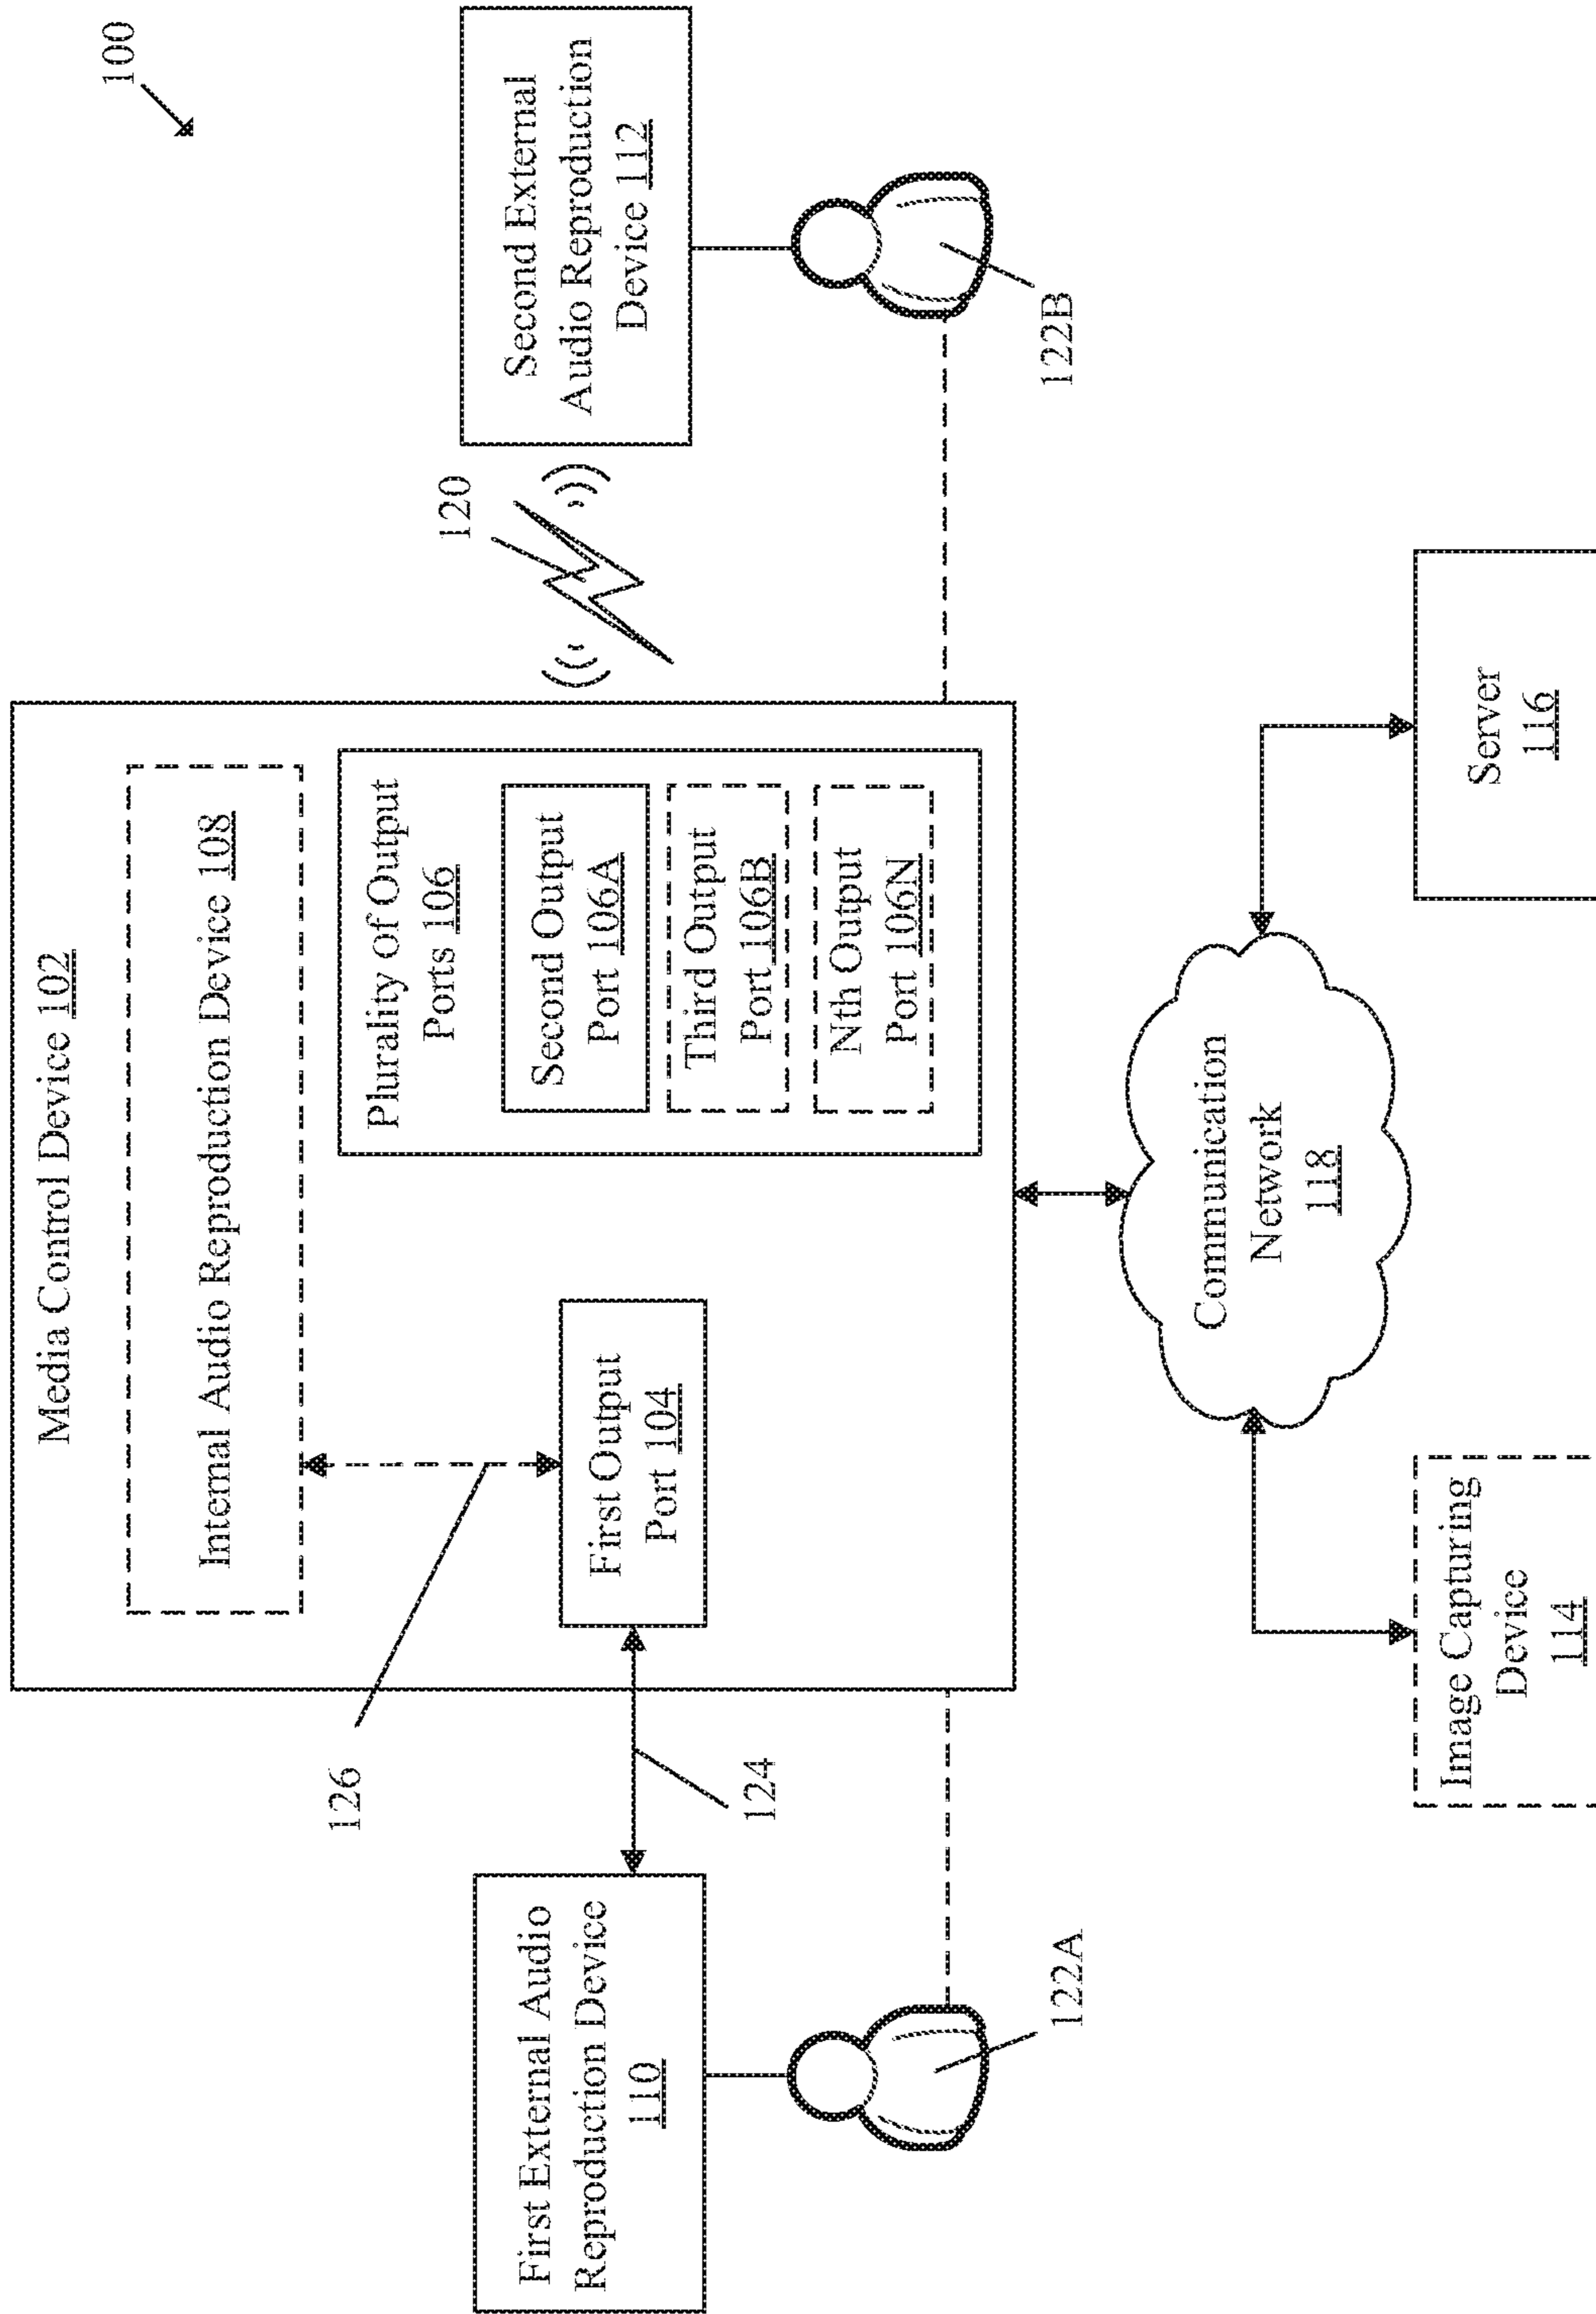 100
Media Control Device 102
Internal Audio Reproduction Device 108
126
First Output
Port 104
Plurality Of Output
Ports 106
Second Output
Port 106A
Third Output
Port 106B
Nth Output
Port 106N
First External Audio
Reproduction Device
110
124
122A
120
Second External
Audio Reproduction
Device 112
122B
Communication
Network
118
Image Capturing
Device
114
Server
116